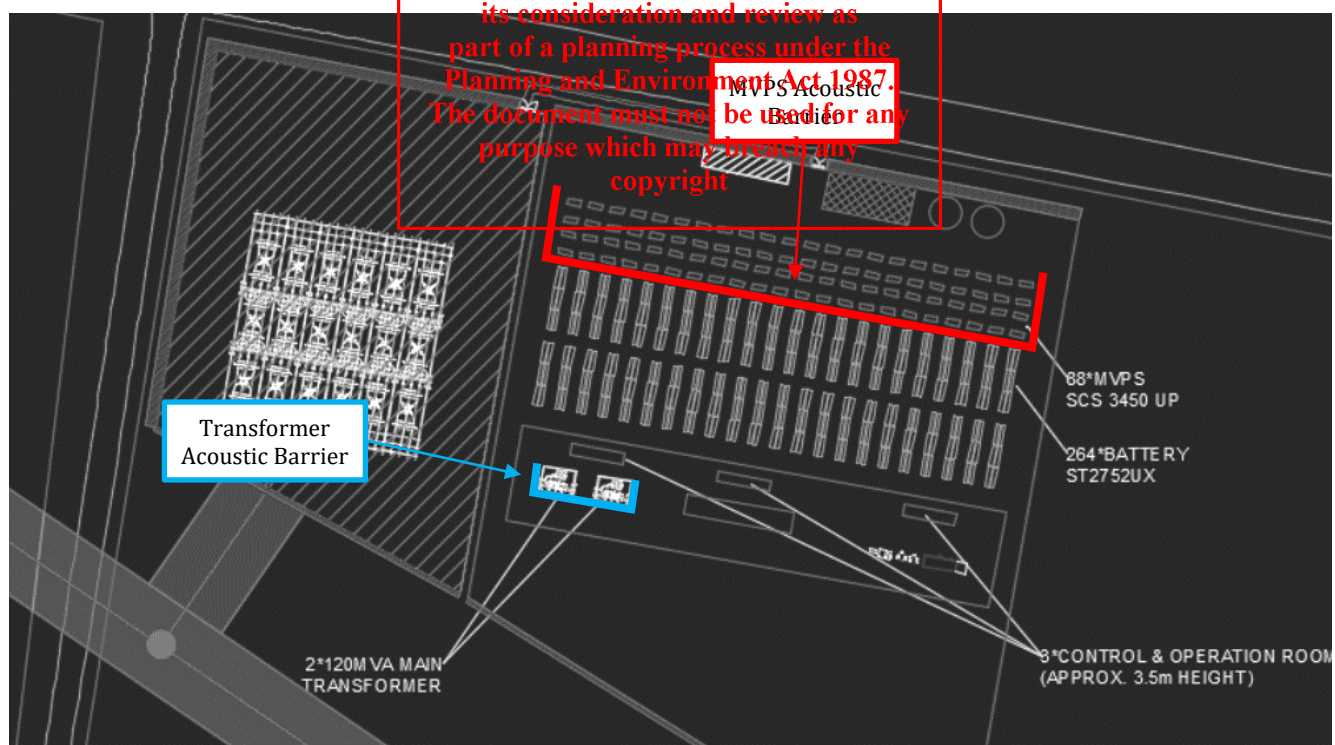 its consideration and review as
part of a planning process under the
Planning and Environment Act 1987.
The document must not be used for any
purpose which may breach any
copyright
MVPS Acoustic
Barrier
Transformer
Acoustic Barrier
88*MVPS
SCS 3450 UP
264*BATTERY
ST2752UX
2*120MVA MAIN
TRANSFORMER
3*CONTROL & OPERATION ROOM
(APPROX. 3.5m HEIGHT)